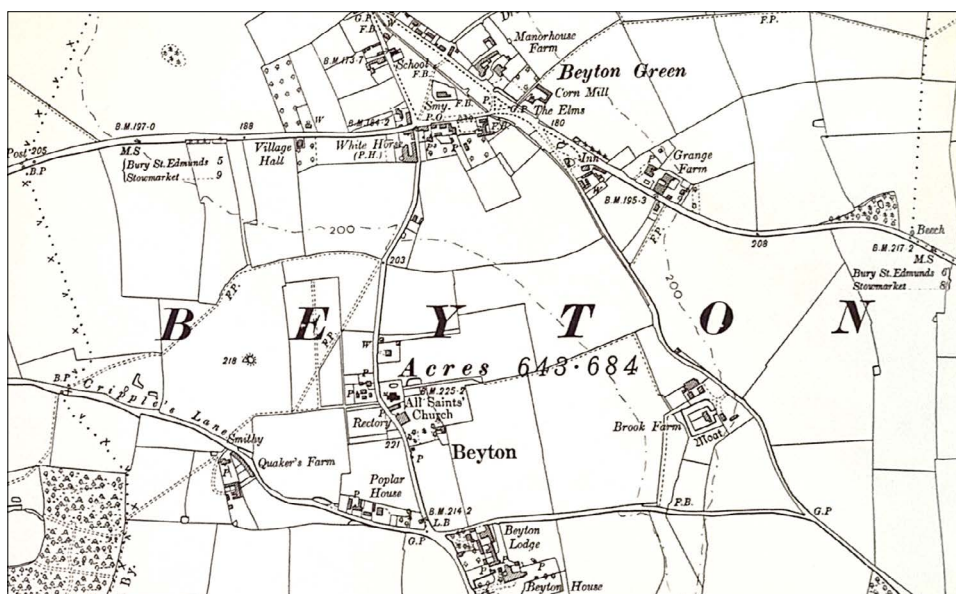 G.P
F.B.
W
Manorhouse
Farm
F.P.
B.M.173·7
School
F.B.
Beyton Green
Corn Mill
Smy
F.B.
P
G.P
The Elms
P.O.
B.M.184·2
180
B.M.197·0
188
W
Post 205
B.P
M.S
Bury St.Edmunds 5
Stowmarket 9
Village
Hall
White Horse
(P.H.)
Inn
P
Grange
Farm
B.M.195·3
F.P.
200
203
208
Beech
B.M.217·2
M.S
Bury St.Edmunds 6
Stowmarket 8
F.P.
200
BEYTON
F.P.
218
W
Acres 643·684
B.P.
Cripple's Lane
P
B.M.225·2
All Saints'
Church
P
Rectory
221
P
Brook Farm
Moat
Smithy
P
Quaker's Farm
Beyton
Poplar
House
P
B.M.214·2
L.B
G.P
P.B.
G.P
Beyton
Lodge
P
P
Beyton House
By.